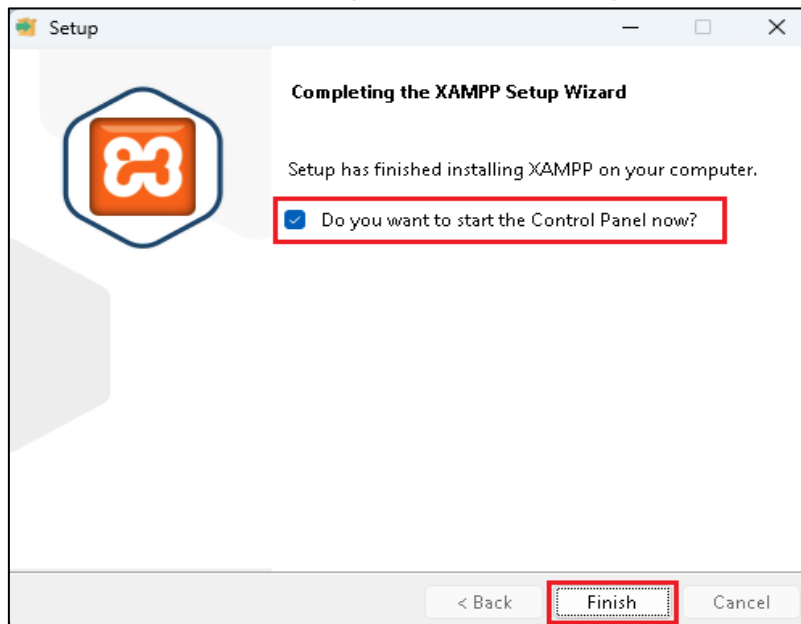 Setup
Completing the XAMPP Setup Wizard
Setup has finished installing XAMPP on your computer.
Do you want to start the Control Panel now?
< Back
Finish
Cancel